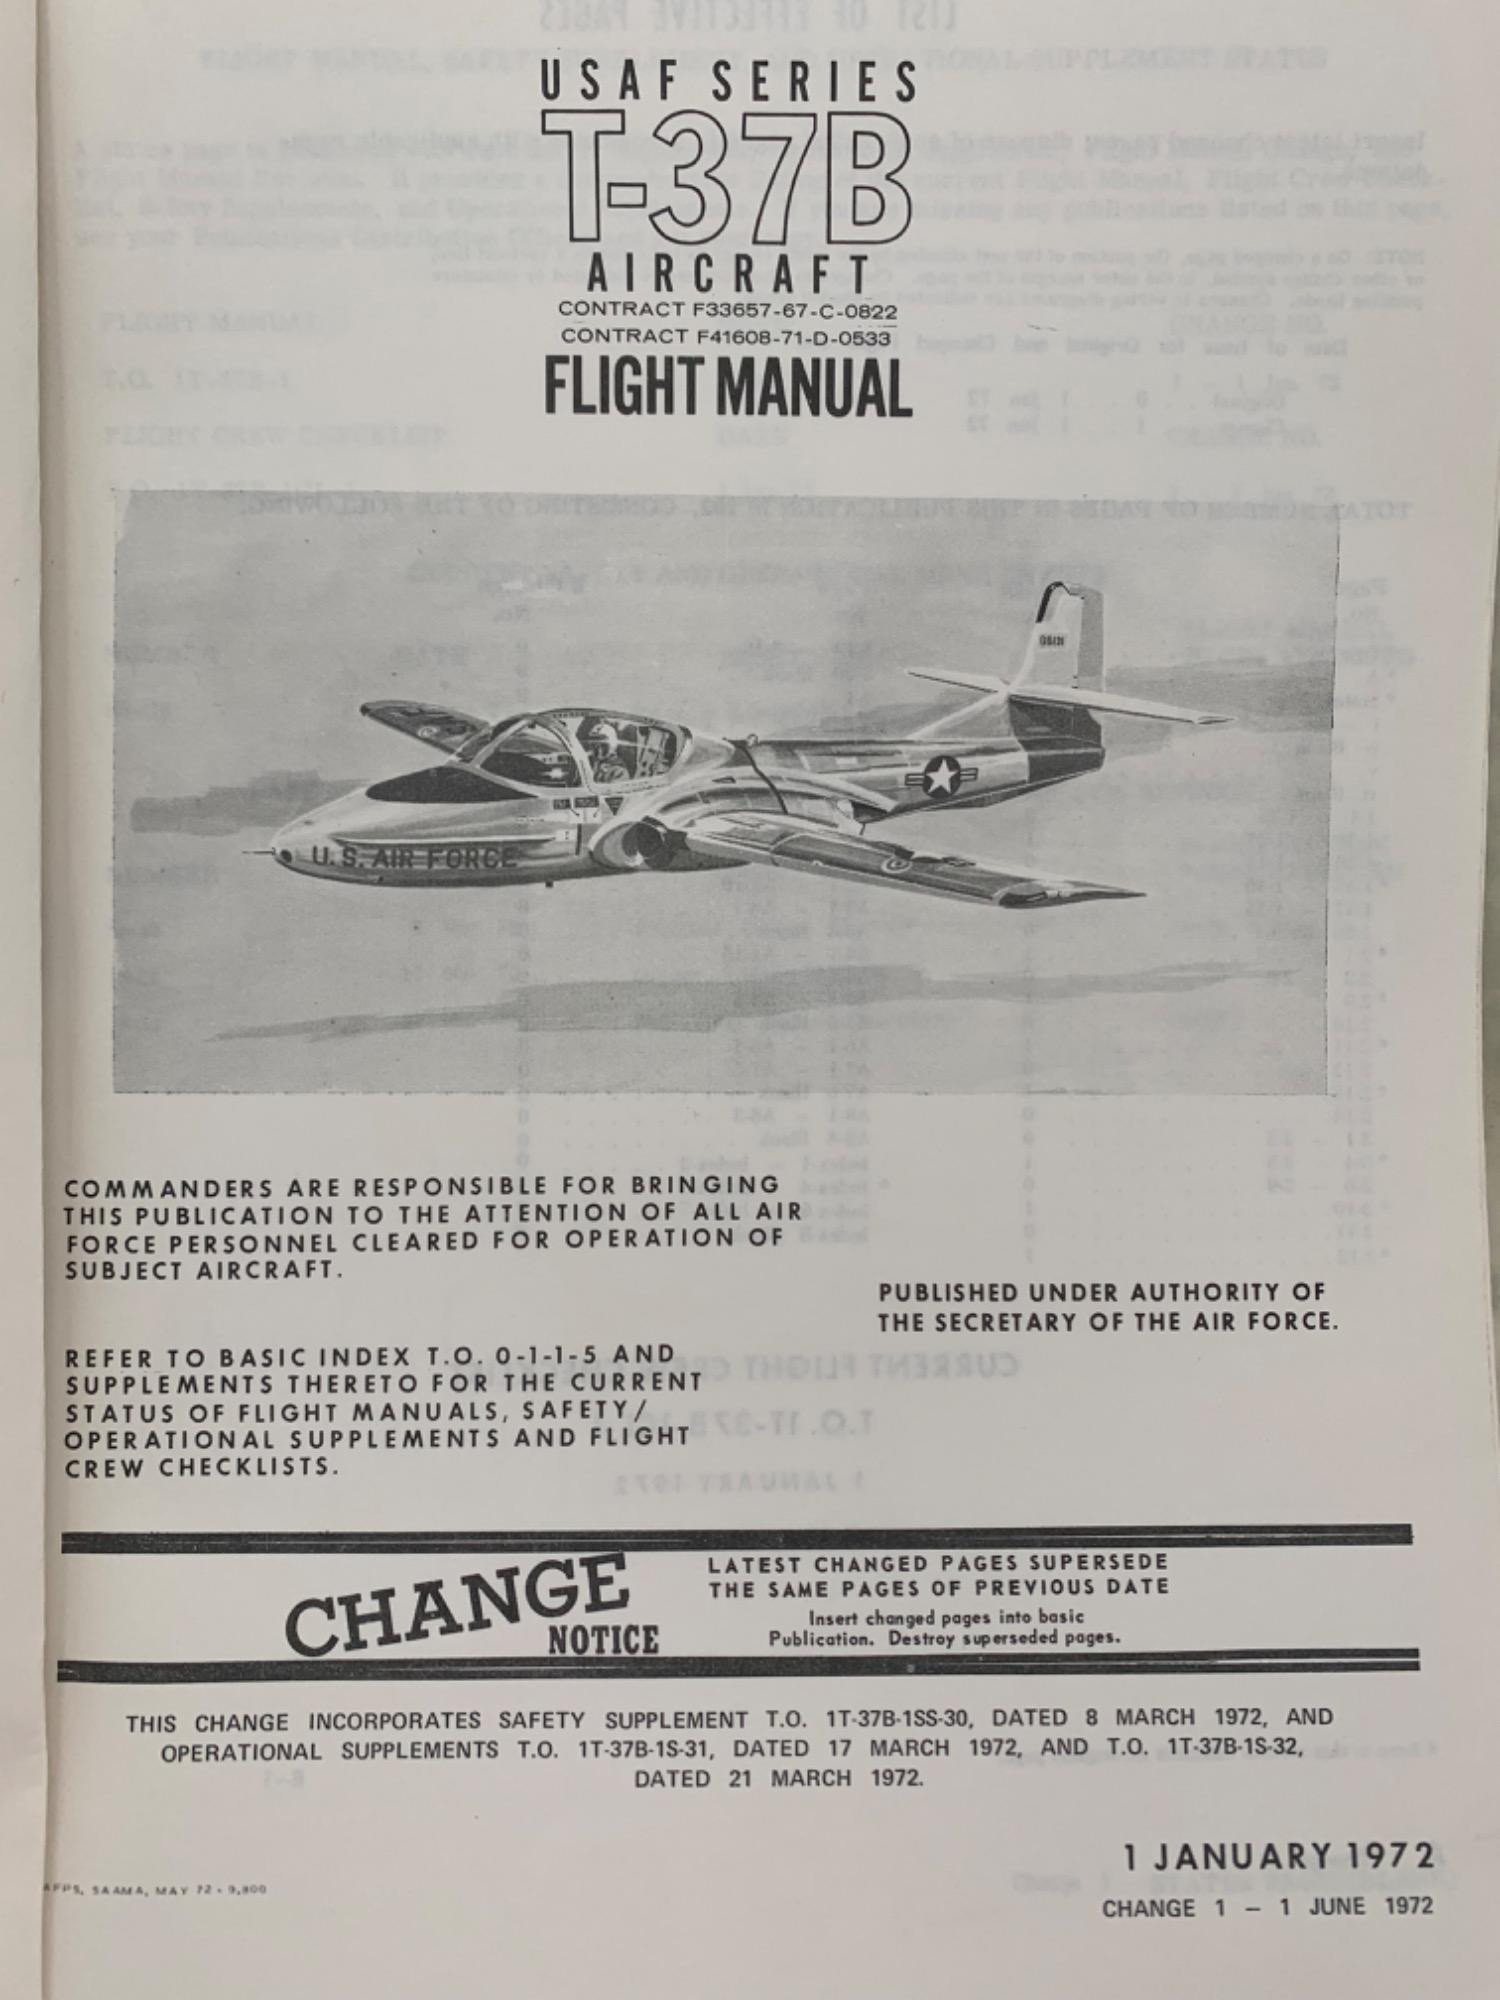 USAF SERIES
T-37B
AIRCRAFT
CONTRACT F33657-67-C-0822
CONTRACT F41608-71-D-0533
FLIGHT MANUAL
U.S. AIR FORCE
COMMANDERS ARE RESPONSIBLE FOR BRINGING
THIS PUBLICATION TO THE ATTENTION OF ALL AIR
FORCE PERSONNEL CLEARED FOR OPERATION OF
SUBJECT AIRCRAFT.
PUBLISHED UNDER AUTHORITY OF
THE SECRETARY OF THE AIR FORCE.
REFER TO BASIC INDEX T.O. 0-1-1-5 AND
SUPPLEMENTS THERETO FOR THE CURRENT
STATUS OF FLIGHT MANUALS, SAFETY/
OPERATIONAL SUPPLEMENTS AND FLIGHT
CREW CHECKLISTS.
CHANGE
NOTICE
LATEST CHANGED PAGES SUPERSEDE
THE SAME PAGES OF PREVIOUS DATE
Insert changed pages into basic
Publication. Destroy superseded pages.
THIS CHANGE INCORPORATES SAFETY SUPPLEMENT T.O. 1T-37B-1SS-30, DATED 8 MARCH 1972, AND
OPERATIONAL SUPPLEMENTS T.O. 1T-37B-1S-31, DATED 17 MARCH 1972, AND T.O. 1T-37B-1S-32,
DATED 21 MARCH 1972.
1 JANUARY 1972
CHANGE 1 – 1 JUNE 1972
AFPS, SAAMA, MAY 72 - 9,800